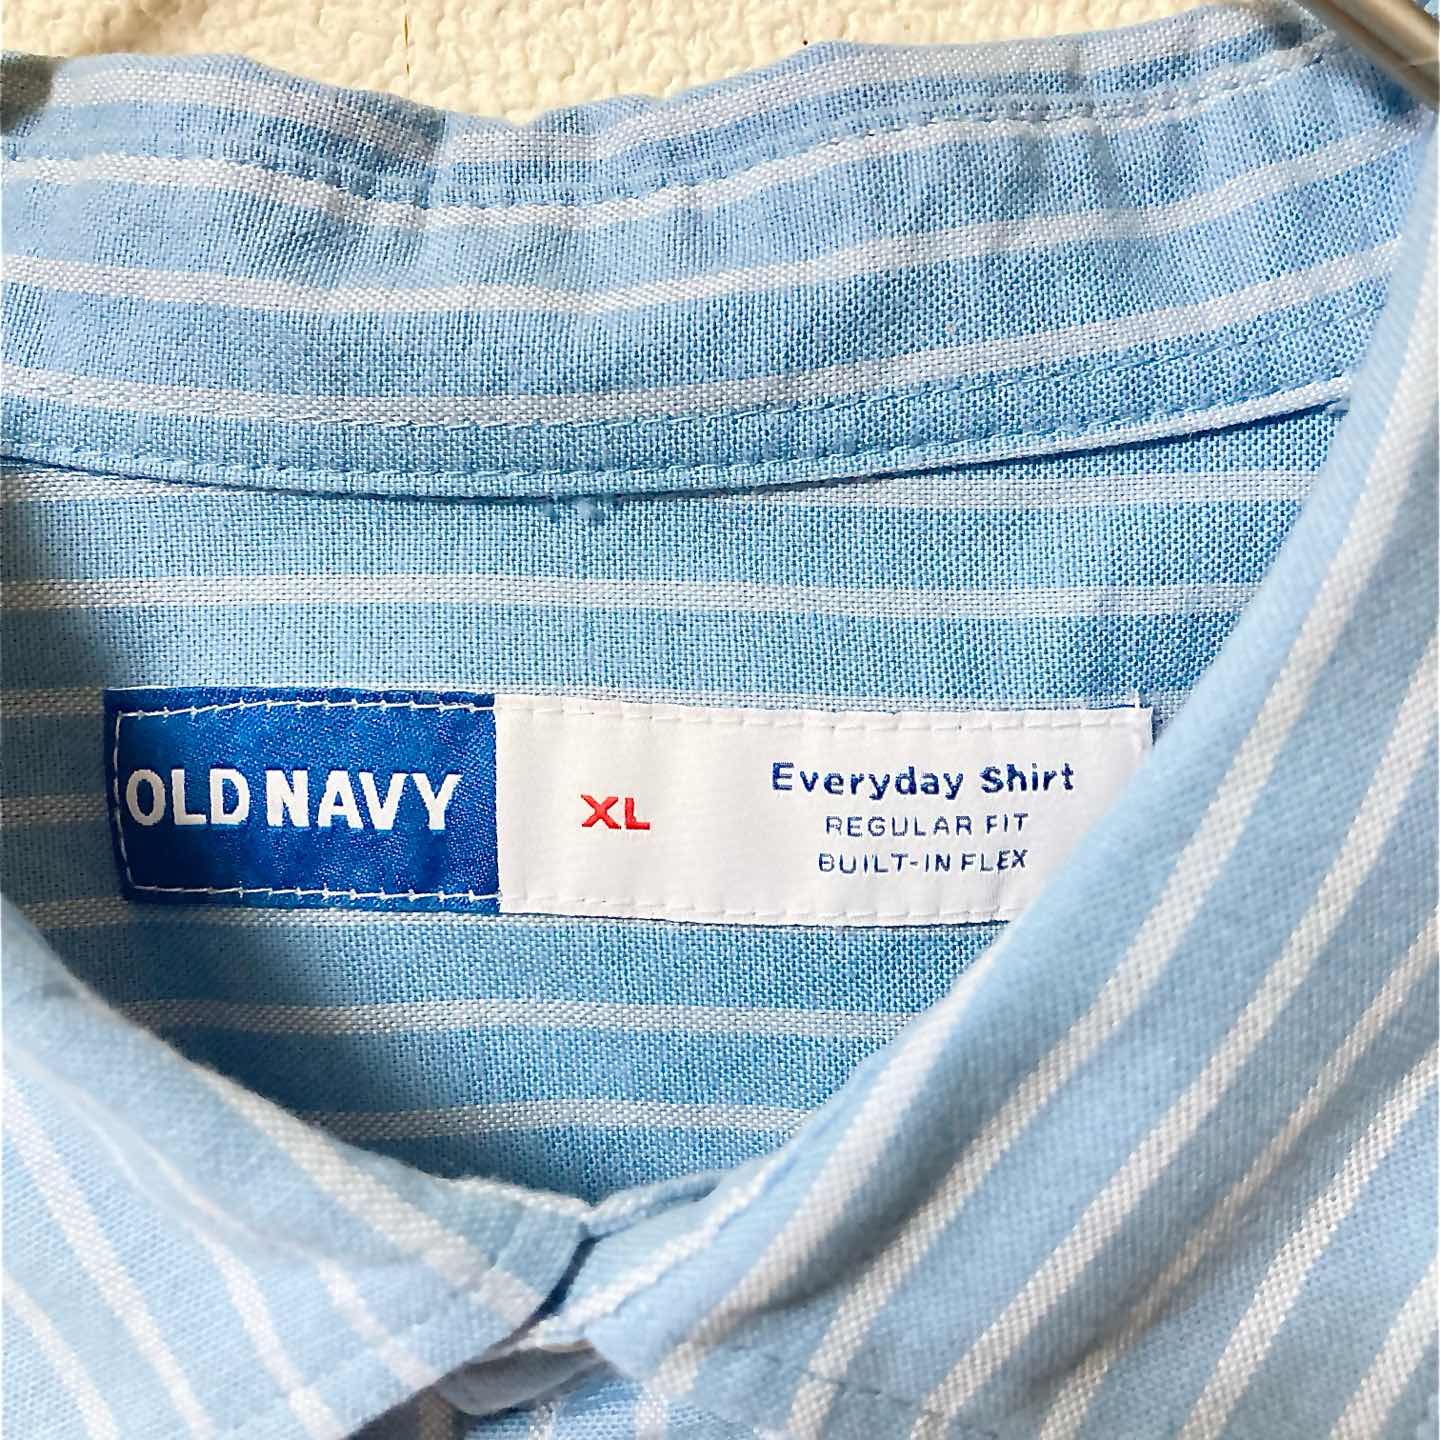 OLD NAVY
XL
Everyday Shirt
REGULAR FIT
BUILT-IN FLEX